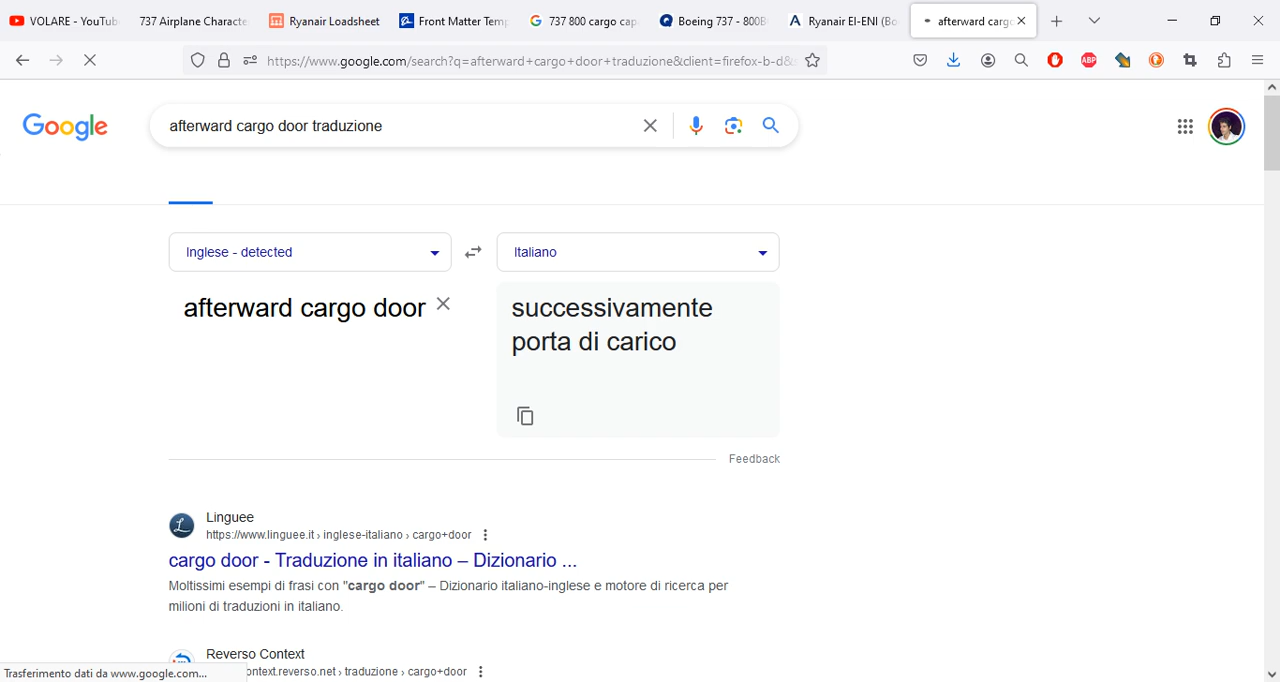 VOLARE - YouTub
737 Airplane Characte
Ryanair Loadsheet
Front Matter Temp
737 800 cargo cap
Boeing 737 - 800B
Ryanair EI-ENI (Bo
afterward cargo
https://www.google.com/search?q=afterward+cargo+door+traduzione&client=firefox-b-d&s
ABP
Google
afterward cargo door traduzione
Inglese - detected
Italiano
afterward cargo door
successivamente
porta di carico
Feedback
Linguee
https://www.linguee.it › inglese-italiano › cargo+door
cargo door - Traduzione in italiano – Dizionario ...
Moltissimi esempi di frasi con "cargo door" – Dizionario italiano-inglese e motore di ricerca per
milioni di traduzioni in italiano.
Reverso Context
ontext.reverso.net › traduzione › cargo+door
Trasferimento dati da www.google.com...